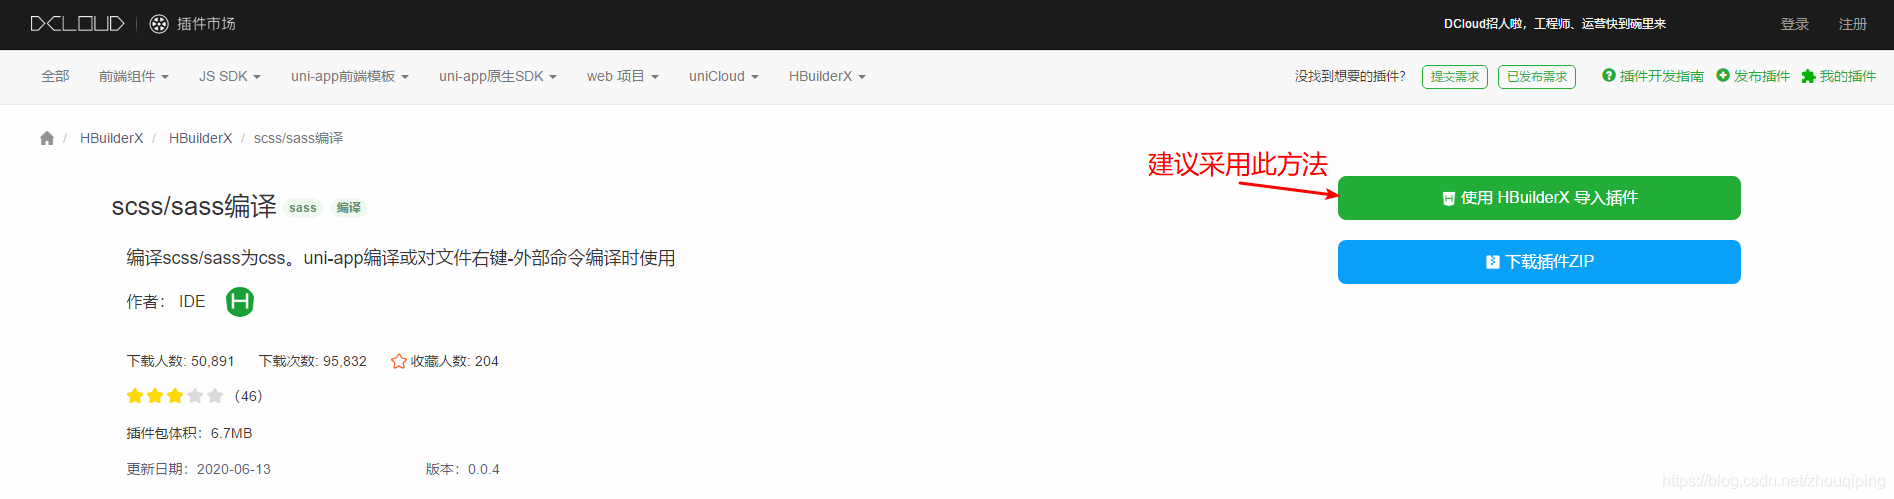 DCLOUD 插件市场 DCloud招人啦，工程师、运营快到碗里来 登录 注册
全部 前端组件 JS SDK uni-app前端模板 uni-app原生SDK web 项目 uniCloud HBuilderX 没找到想要的插件？ 提交需求 已发布需求 插件开发指南 发布插件 我的插件
/ HBuilderX / HBuilderX / scss/sass编译
建议采用此方法
使用 HBuilderX 导入插件
scss/sass编译 sass 编译
编译scss/sass为css。uni-app编译或对文件右键-外部命令编译时使用
下载插件ZIP
作者： IDE H
下载人数: 50,891 下载次数: 95,832 收藏人数: 204
（46）
插件包体积：6.7MB
更新日期：2020-06-13 版本：0.0.4
https://blog.csdn.net/zhouqiping